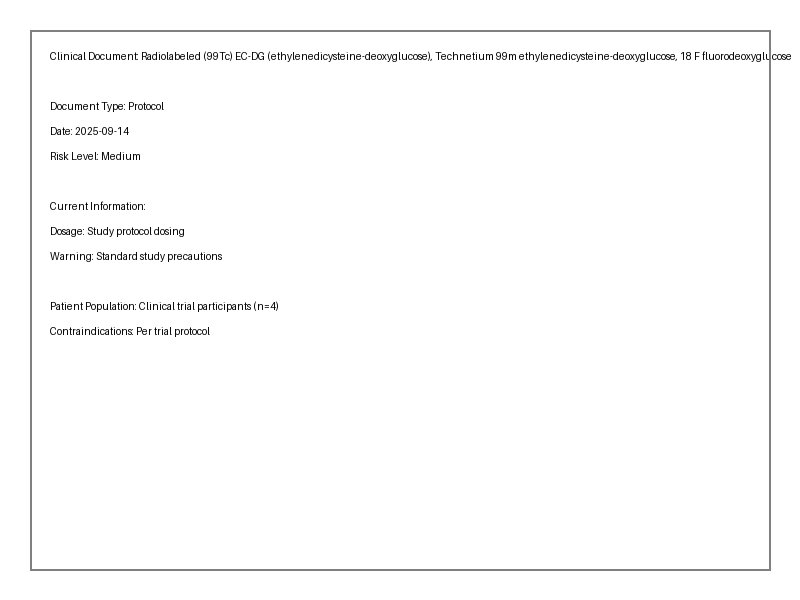 Clinical Document: Radiolabeled (99Tc) EC-DG (ethylenedicysteine-deoxyglucose), Technetium 99m ethylenedicysteine-deoxyglucose, 18 F fluorodeoxyglucose
Document Type: Protocol
Date: 2025-09-14
Risk Level: Medium
Current Information:
Dosage: Study protocol dosing
Warning: Standard study precautions
Patient Population: Clinical trial participants (n=4)
Contraindications: Per trial protocol